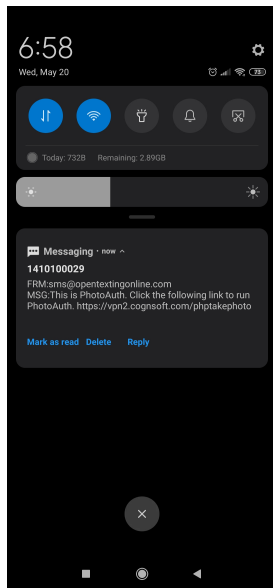 6:58
Wed, May 20
75
Today: 732B Remaining: 2.89GB
Messaging • now
1410100029
FRM:sms@opentextingonline.com
MSG:This is PhotoAuth. Click the following link to run
PhotoAuth. https://vpn2.cognsoft.com/phptakephoto
Mark as read Delete Reply